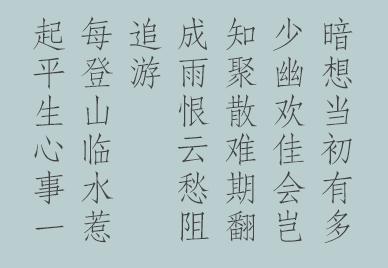 暗想当初有多
少幽欢佳会岂
知聚散难期翻
成雨恨云愁阻
追游
每登山临水惹
起平生心事一